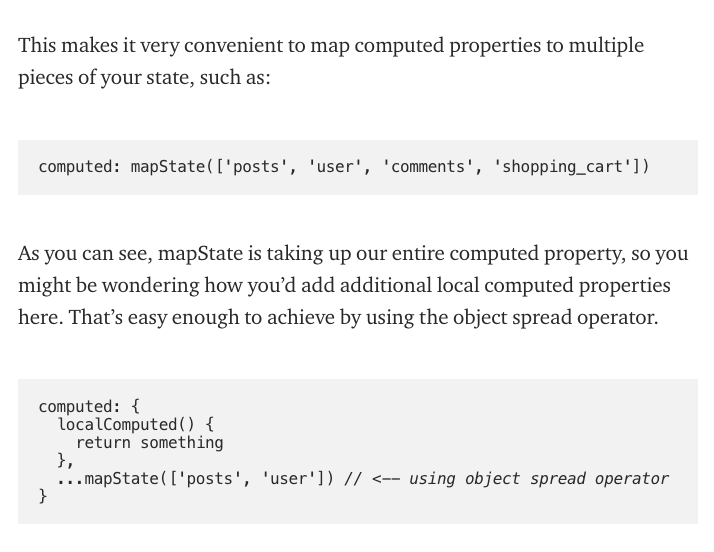 This makes it very convenient to map computed properties to multiple
pieces of your state, such as:
computed: mapState(['posts', 'user', 'comments', 'shopping_cart'])
As you can see, mapState is taking up our entire computed property, so you
might be wondering how you’d add additional local computed properties
here. That’s easy enough to achieve by using the object spread operator.
computed: {
  localComputed() {
    return something
  },
  ...mapState(['posts', 'user']) // <-- using object spread operator
}